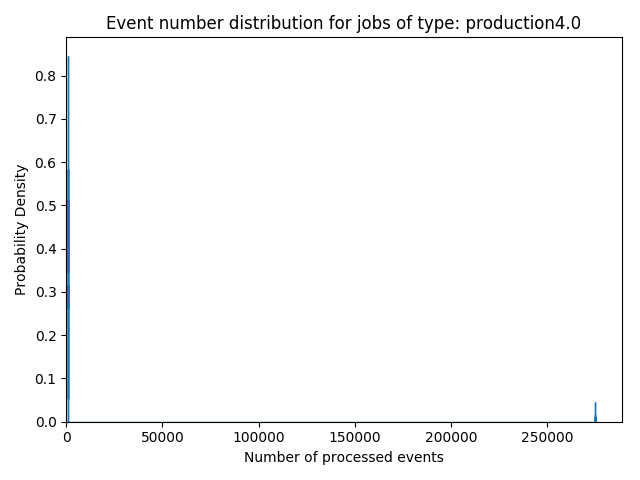 Event number distribution for jobs of type: production4.0
Probability Density
0.8
0.7
0.6
0.5
0.4
0.3
0.2
0.1
0.0
0 50000 100000 150000 200000 250000
Number of processed events